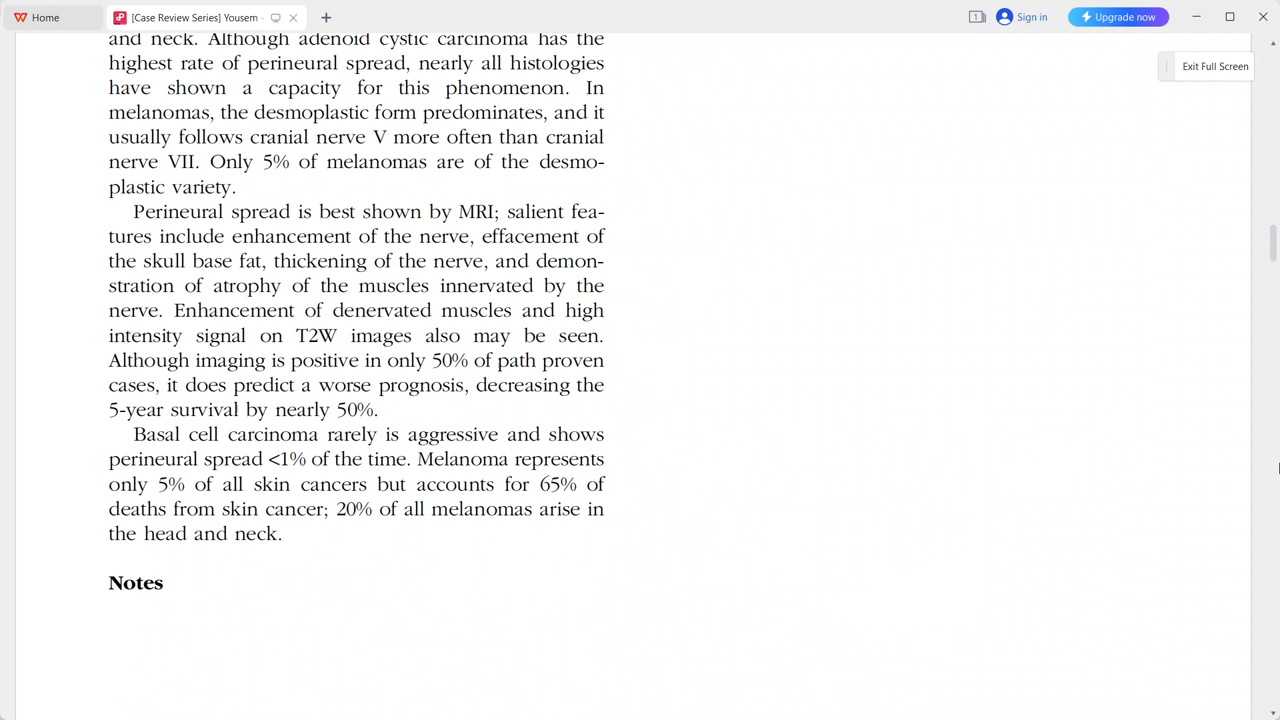 Home
[Case Review Series] Yousem -
1
Sign in
Upgrade now
Exit Full Screen
and neck. Although adenoid cystic carcinoma has the
highest rate of perineural spread, nearly all histologies
have shown a capacity for this phenomenon. In
melanomas, the desmoplastic form predominates, and it
usually follows cranial nerve V more often than cranial
nerve VII. Only 5% of melanomas are of the desmo-
plastic variety.
Perineural spread is best shown by MRI; salient fea-
tures include enhancement of the nerve, effacement of
the skull base fat, thickening of the nerve, and demon-
stration of atrophy of the muscles innervated by the
nerve. Enhancement of denervated muscles and high
intensity signal on T2W images also may be seen.
Although imaging is positive in only 50% of path proven
cases, it does predict a worse prognosis, decreasing the
5-year survival by nearly 50%.
Basal cell carcinoma rarely is aggressive and shows
perineural spread <1% of the time. Melanoma represents
only 5% of all skin cancers but accounts for 65% of
deaths from skin cancer; 20% of all melanomas arise in
the head and neck.
Notes